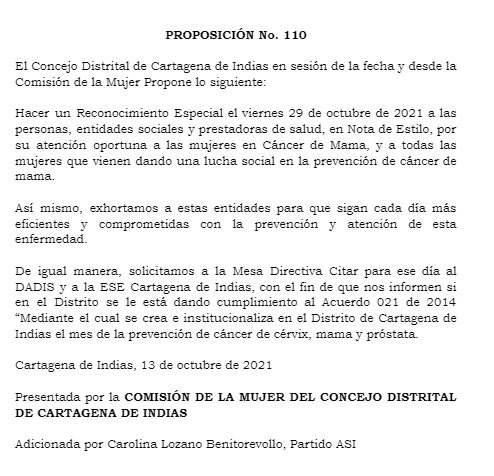 PROPOSICIÓN No. 110
El Concejo Distrital de Cartagena de Indias en sesión de la fecha y desde la
Comisión de la Mujer Propone lo siguiente:
Hacer un Reconocimiento Especial el viernes 29 de octubre de 2021 a las
personas, entidades sociales y prestadoras de salud, en Nota de Estilo, por
su atención oportuna a las mujeres en Cáncer de Mama, y a todas las
mujeres que vienen dando una lucha social en la prevención de cáncer de
mama.
Así mismo, exhortamos a estas entidades para que sigan cada día más
eficientes y comprometidas con la prevención y atención de esta
enfermedad.
De igual manera, solicitamos a la Mesa Directiva Citar para ese día al
DADIS y a la ESE Cartagena de Indias, con el fin de que nos informen si
en el Distrito se le está dando cumplimiento al Acuerdo 021 de 2014
“Mediante el cual se crea e institucionaliza en el Distrito de Cartagena de
Indias el mes de la prevención de cáncer de cérvix, mama y próstata.
Cartagena de Indias, 13 de octubre de 2021
Presentada por la COMISIÓN DE LA MUJER DEL CONCEJO DISTRITAL
DE CARTAGENA DE INDIAS
Adicionada por Carolina Lozano Benitorevollo, Partido ASI